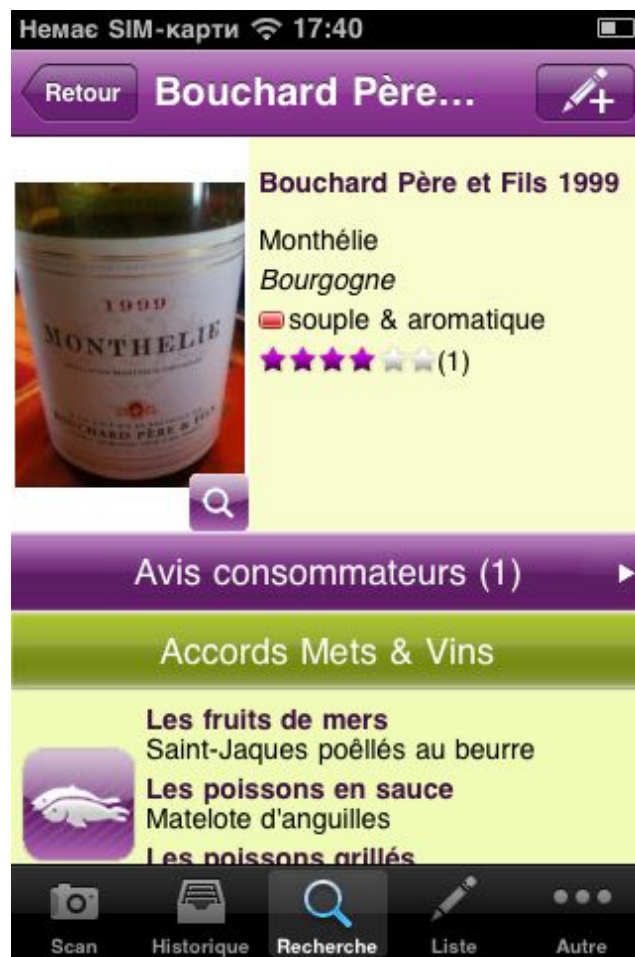 Немає SIM-карти 17:40
Retour
Bouchard Père...
Bouchard Père et Fils 1999
Monthélie
Bourgogne
souple & aromatique
(1)
1999
MONTHELIE
BOUCHARD PÈRE & FILS
Avis consommateurs (1)
Accords Mets & Vins
Les fruits de mers
Saint-Jaques poêllés au beurre
Les poissons en sauce
Matelote d'anguilles
Les poissons grillés
Scan Historique Recherche Liste Autre